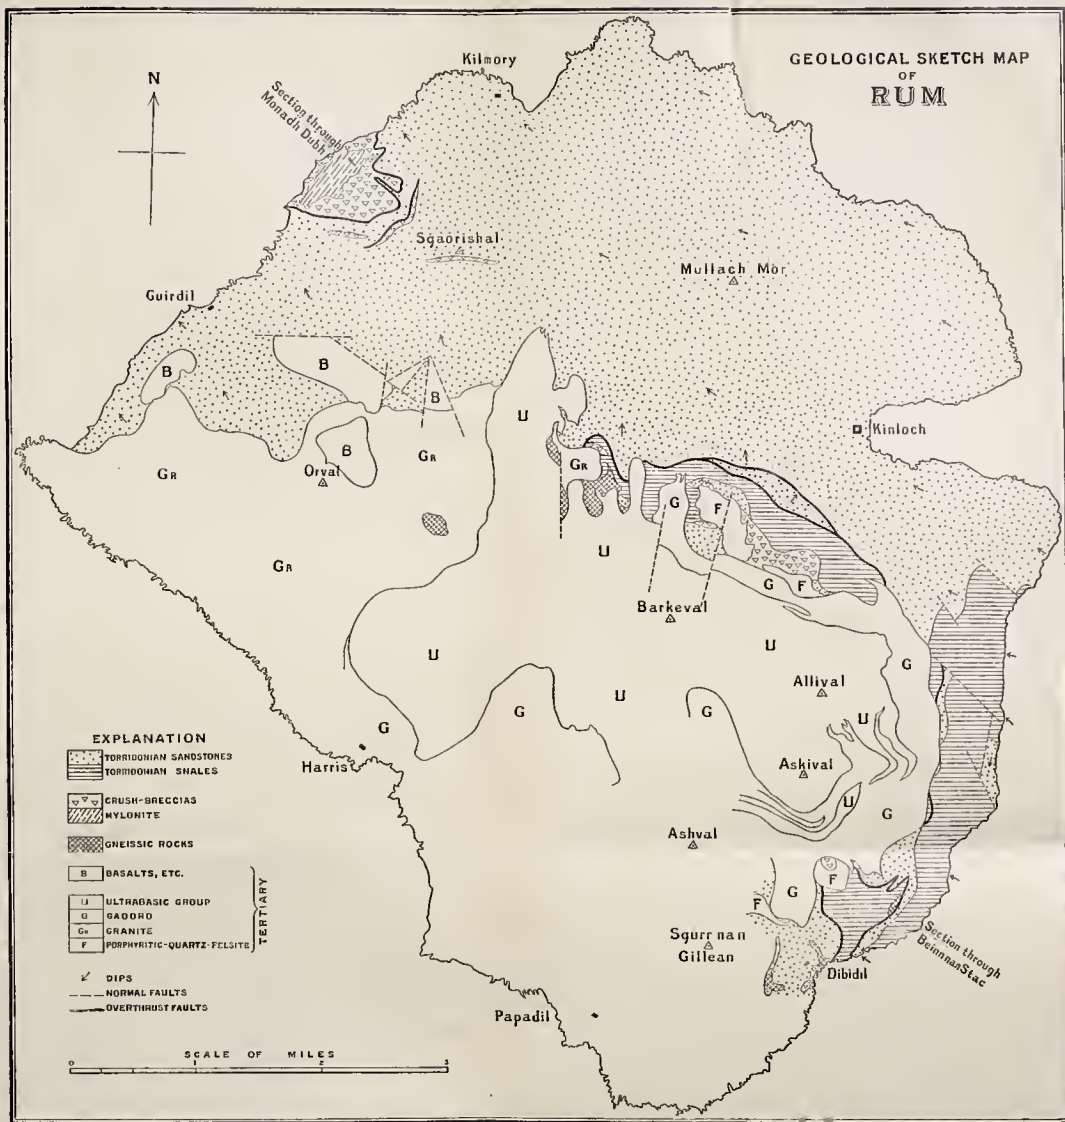 GEOLOGICAL SKETCH MAP
OF
RUM
N
Kilmory
Section through
Monadh Dubh
Sgaorishal
Mullach Mor
Guirdil
B
B
B
B
U
Kinloch
Gr
Orval
Gr
Gr
G
F
Gr
U
G
F
Barkeval
U
U
G
Allival
U
G
G
U
G
Harris
Askival
U
G
Ashval
F
G
F
Sgurr nan
Gillean
Dibidil
Section through
Beinn nan Stac
Papadil
EXPLANATION
TORRIDONIAN SANDSTONES
TORRIDONIAN SHALES
CRUSH-BRECCIAS
MYLONITE
GNEISSIC ROCKS
B BASALTS, ETC.
U ULTRABASIC GROUP
G GABBRO
Gr GRANITE
F PORPHYRITIC-QUARTZ-FELSITE
TERTIARY
DIPS
NORMAL FAULTS
OVERTHRUST FAULTS
SCALE OF MILES
0 1 2 3